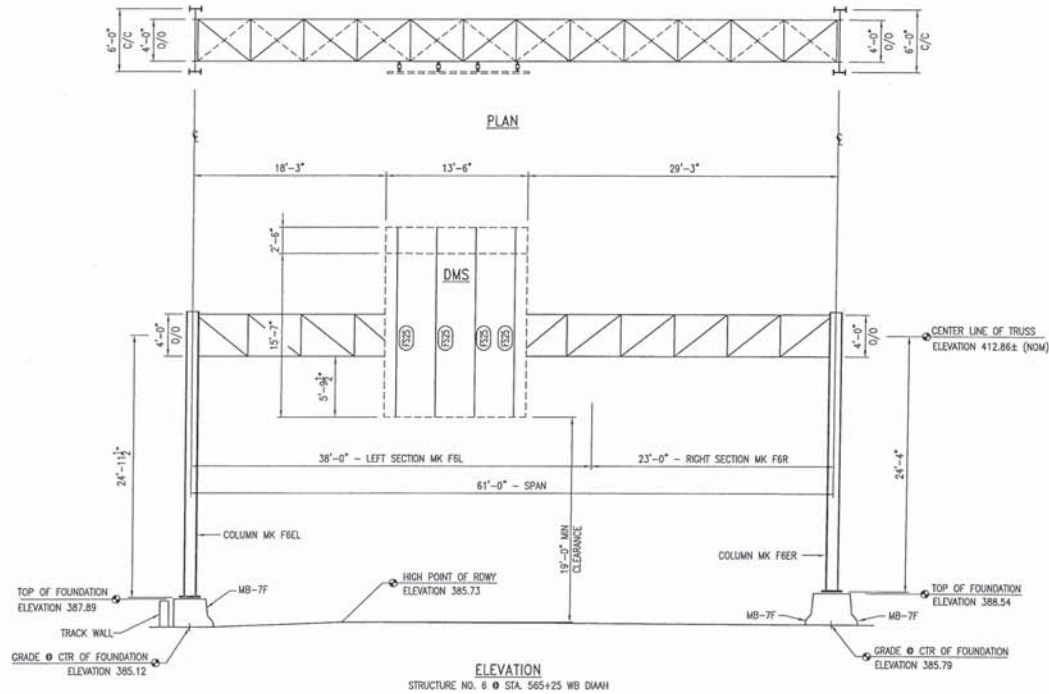 6'-0"
C/C
4'-0"
O/O
4'-0"
O/O
6'-0"
C/C
PLAN
℄
℄
18'-3"
13'-6"
29'-3"
2'-6"
DMS
4'-0"
O/O
15'-7"
FS25
FS25
FS25
FS25
4'-0"
O/O
CENTER LINE OF TRUSS
ELEVATION 412.86± (NOM)
5'-9½"
24'-11½"
38'-0" - LEFT SECTION MK F6L
23'-0" - RIGHT SECTION MK F6R
24'-4"
61'-0" - SPAN
COLUMN MK F6EL
19'-0" MIN
CLEARANCE
COLUMN MK F6ER
TOP OF FOUNDATION
ELEVATION 387.89
MB-7F
HIGH POINT OF RDWY
ELEVATION 385.73
TOP OF FOUNDATION
ELEVATION 388.54
MB-7F
MB-7F
TRACK WALL
GRADE @ CTR OF FOUNDATION
ELEVATION 385.12
GRADE @ CTR OF FOUNDATION
ELEVATION 385.79
ELEVATION
STRUCTURE NO. 6 @ STA. 565+25 WB DIAAH